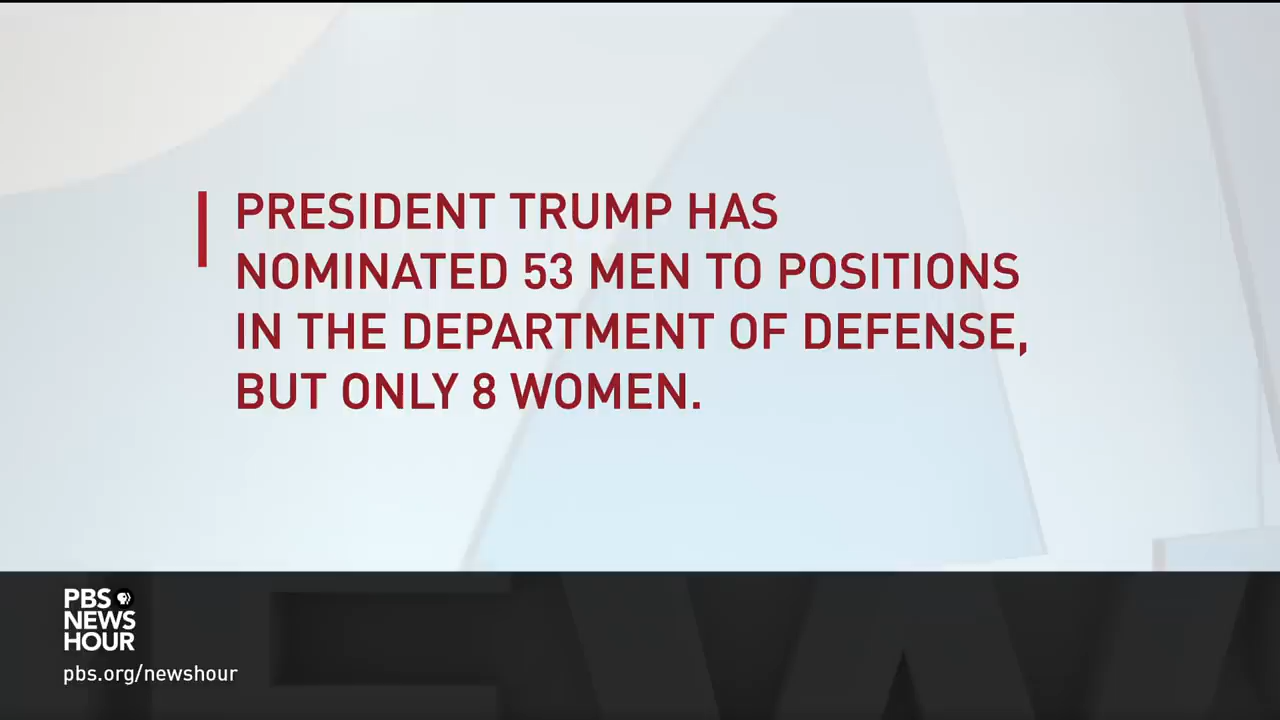 PRESIDENT TRUMP HAS
NOMINATED 53 MEN TO POSITIONS
IN THE DEPARTMENT OF DEFENSE,
BUT ONLY 8 WOMEN.
PBS
NEWS
HOUR
pbs.org/newshour